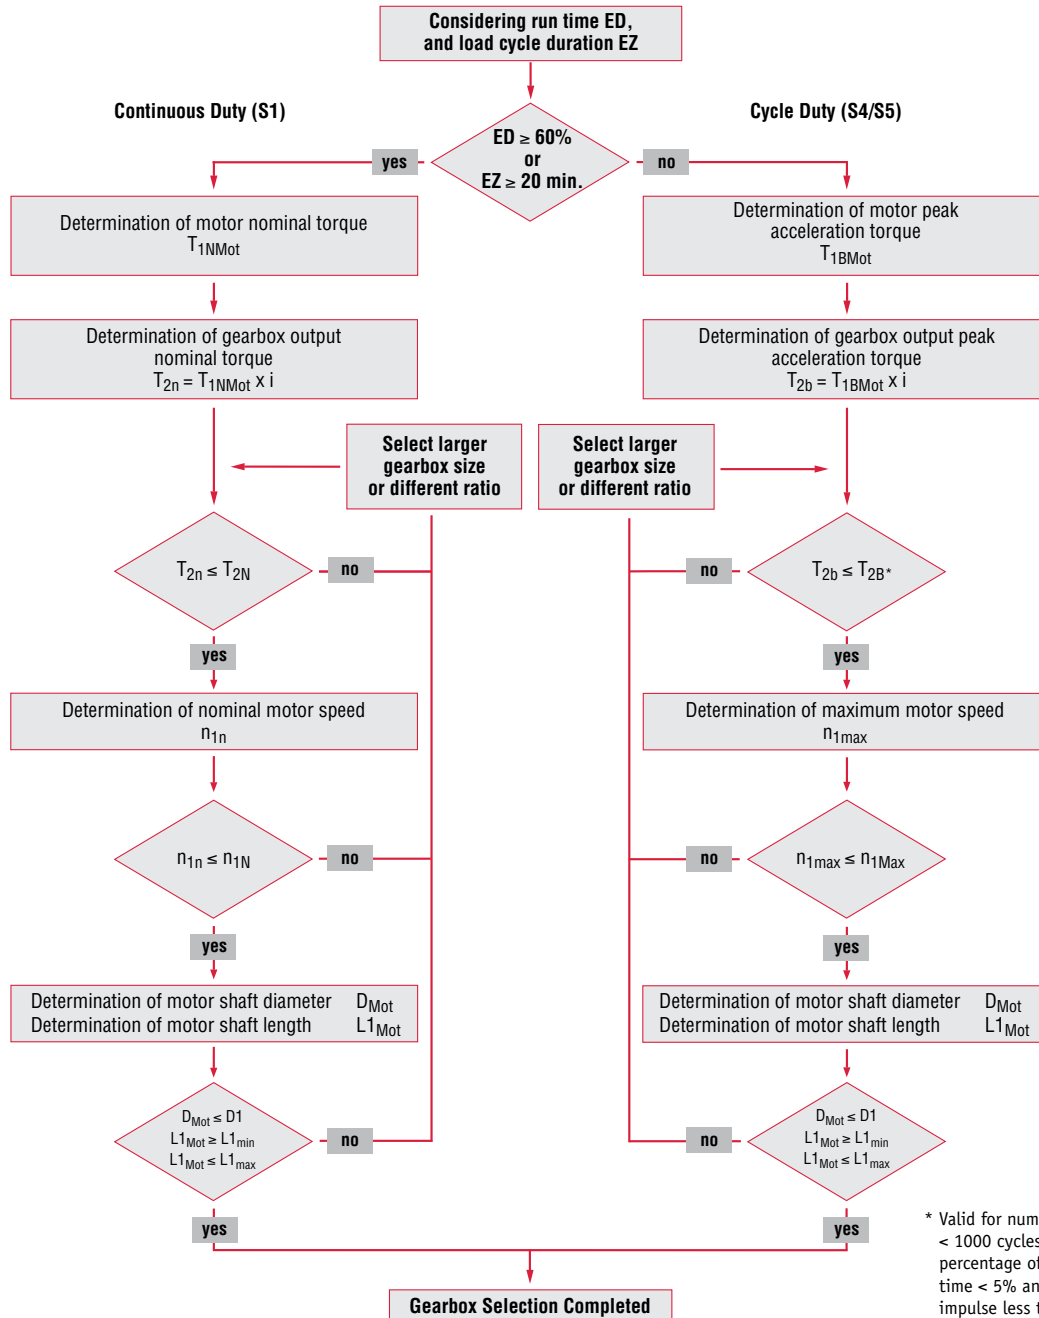 Considering run time ED,
and load cycle duration EZ
Continuous Duty (S1)
Cycle Duty (S4/S5)
ED ≥ 60%
or
EZ ≥ 20 min.
yes
no
Determination of motor nominal torque
T1NMot
Determination of motor peak
acceleration torque
T1BMot
Determination of gearbox output
nominal torque
T2n = T1NMot x i
Determination of gearbox output peak
acceleration torque
T2b = T1BMot x i
Select larger
gearbox size
or different ratio
Select larger
gearbox size
or different ratio
T2n ≤ T2N
no
no
T2b ≤ T2B*
yes
yes
Determination of nominal motor speed
n1n
Determination of maximum motor speed
n1max
n1n ≤ n1N
no
no
n1max ≤ n1Max
yes
yes
Determination of motor shaft diameter DMot
Determination of motor shaft length L1Mot
Determination of motor shaft diameter DMot
Determination of motor shaft length L1Mot
DMot ≤ D1
L1Mot ≥ L1min
L1Mot ≤ L1max
no
no
DMot ≤ D1
L1Mot ≥ L1min
L1Mot ≤ L1max
yes
yes
Gearbox Selection Completed
* Valid for num
< 1000 cycles
percentage of
time < 5% an
impulse less t